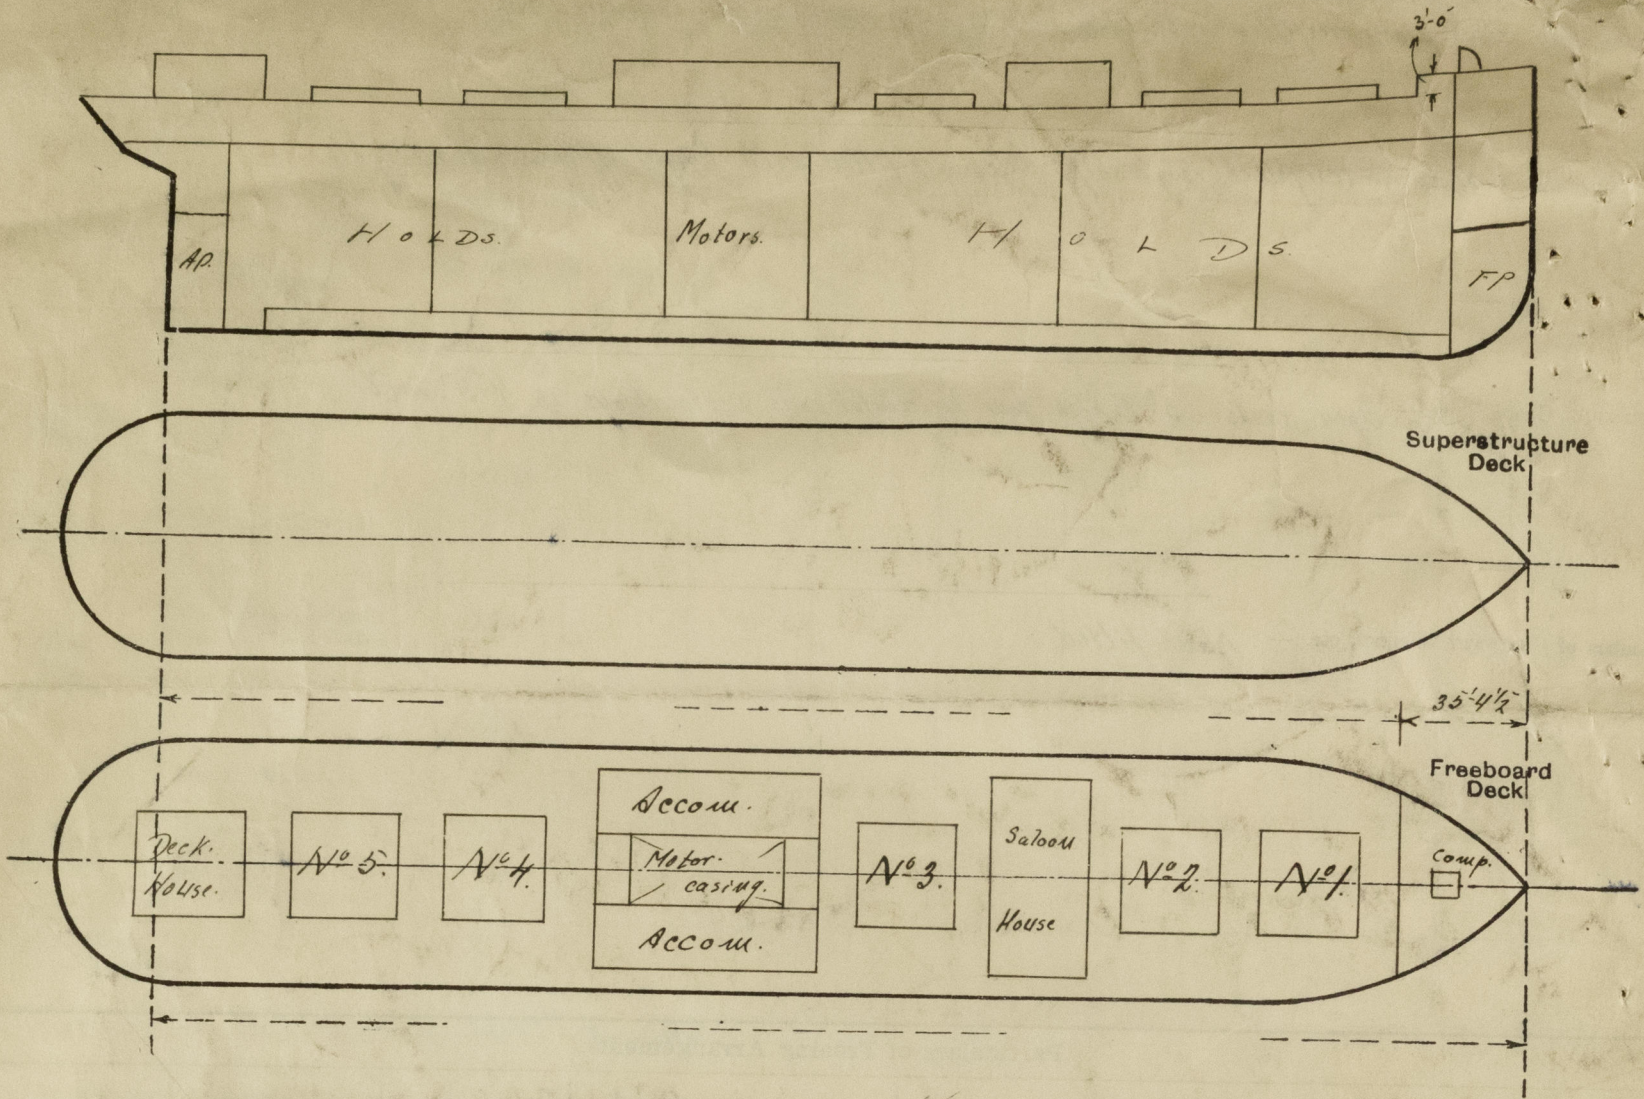 3'-0"
HOLDS.
Motors.
HOLDS.
AP.
FP
Superstructure
Deck
35'-4½"
Freeboard
Deck
Accom.
Deck.
House.
Nº 5.
Nº 4.
Motor.
casing.
Nº 3.
Saloon
House
Nº 2.
Nº 1.
Comp.
Accom.